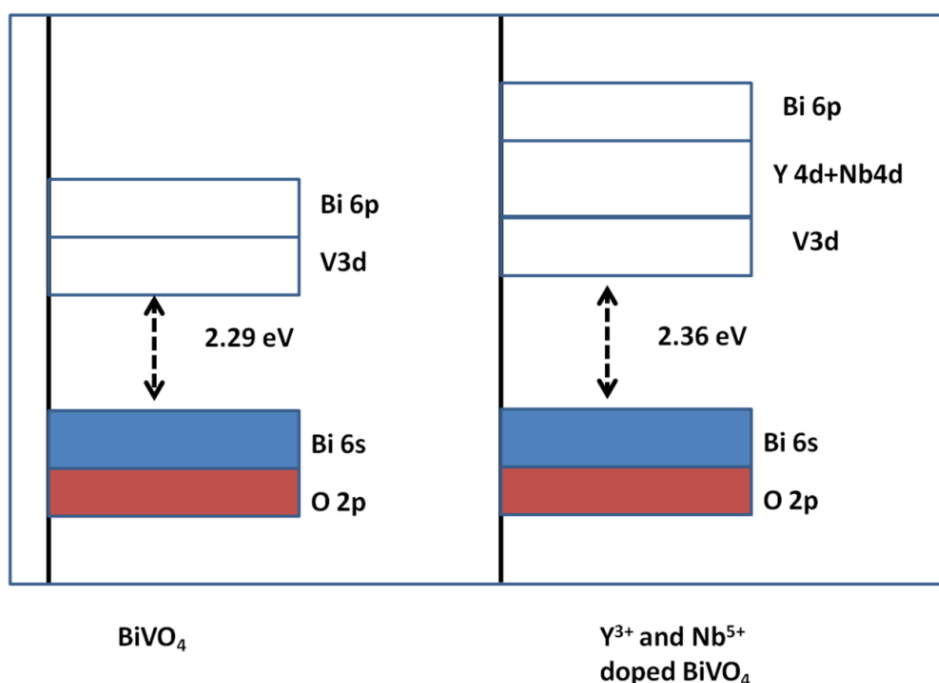 Bi 6p
V3d
2.29 eV
Bi 6s
O 2p
BiVO₄
Bi 6p
Y 4d+Nb4d
V3d
2.36 eV
Bi 6s
O 2p
Y³⁺ and Nb⁵⁺
doped BiVO₄